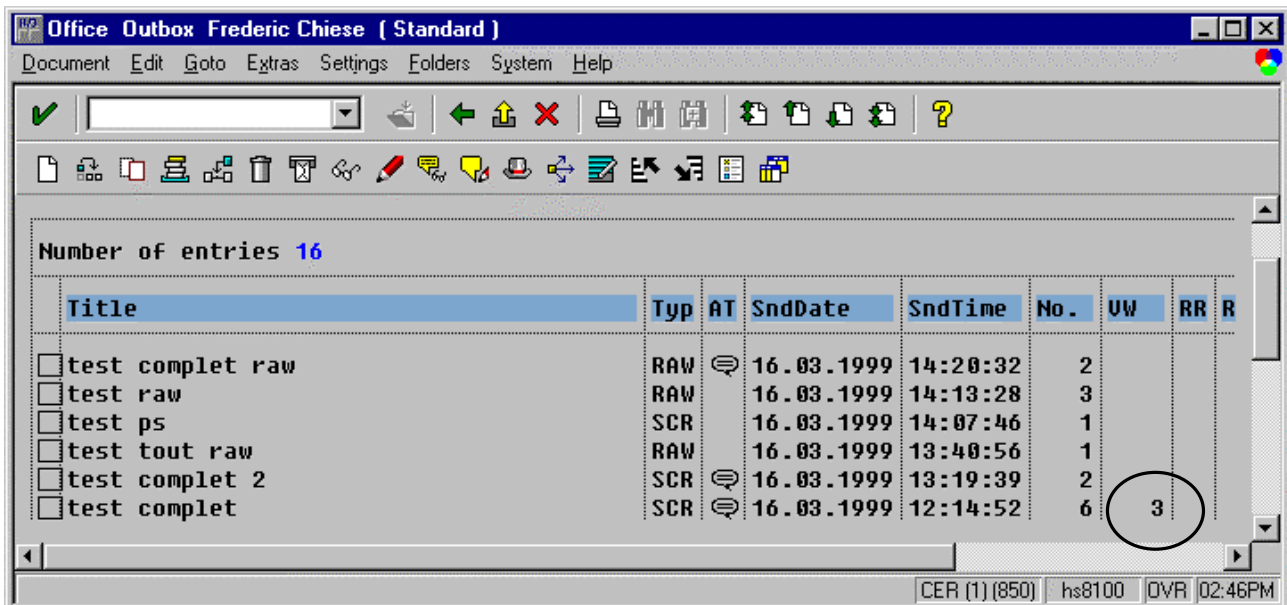 Office Outbox Frederic Chiese ( Standard )
Document Edit Goto Extras Settings Folders System Help
Number of entries 16
Title Typ AT SndDate SndTime No. VW RR R
test complet raw RAW 16.03.1999 14:20:32 2
test raw RAW 16.03.1999 14:13:28 3
test ps SCR 16.03.1999 14:07:46 1
test tout raw RAW 16.03.1999 13:40:56 1
test complet 2 SCR 16.03.1999 13:19:39 2
test complet SCR 16.03.1999 12:14:52 6 3
CER (1) (850) hs8100 OVR 02:46PM